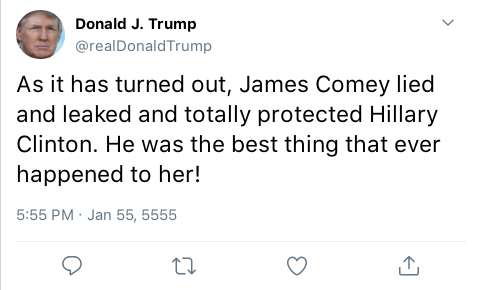 Donald J. Trump
@realDonaldTrump
As it has turned out, James Comey lied
and leaked and totally protected Hillary
Clinton. He was the best thing that ever
happened to her!
5:55 PM · Jan 55, 5555